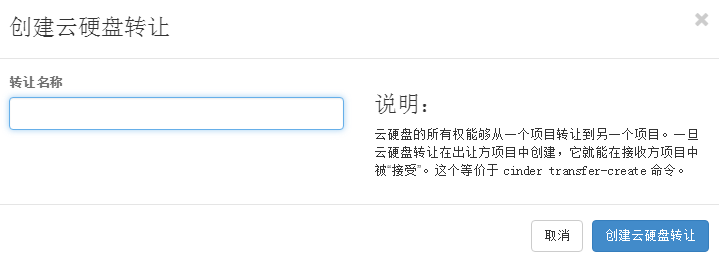 创建云硬盘转让
×
转让名称
说明：
云硬盘的所有权能够从一个项目转让到另一个项目。一旦
云硬盘转让在出让方项目中创建，它就能在接收方项目中
被“接受”。这个等价于 cinder transfer-create 命令。
取消
创建云硬盘转让